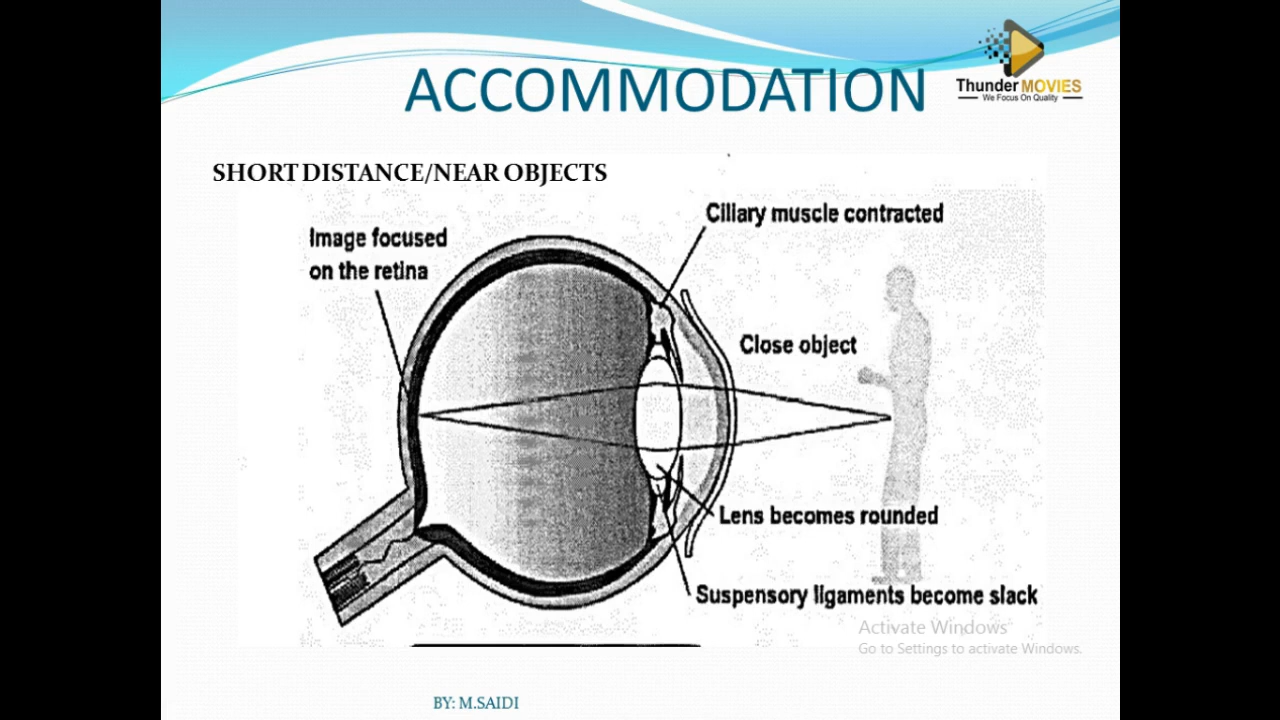 ACCOMMODATION
Thunder MOVIES
We Focus On Quality
SHORT DISTANCE/NEAR OBJECTS
Ciliary muscle contracted
Image focused
on the retina
Close object
Lens becomes rounded
Suspensory ligaments become slack
Activate Windows
Go to Settings to activate Windows.
BY: M.SAIDI